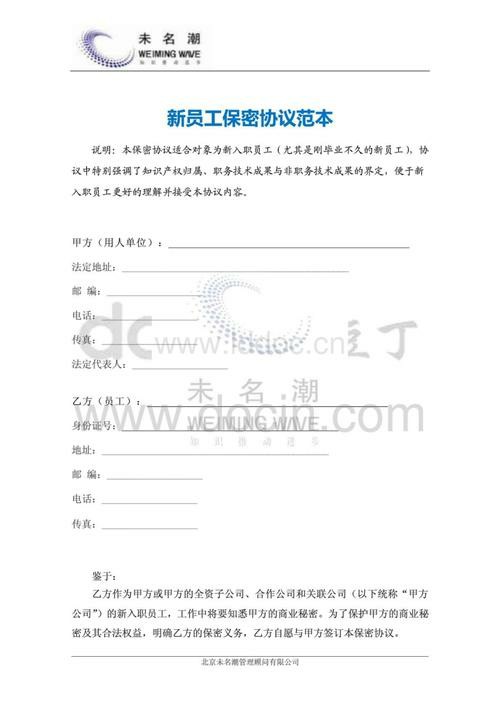 未名潮
WEIMING WAVE
知识推动进步
新员工保密协议范本
说明：本保密协议适合对象为新入职员工（尤其是刚毕业不久的新员工），协
议中特别强调了知识产权归属、职务技术成果与非职务技术成果的界定，便于新
入职员工更好的理解并接受本协议内容。
甲方（用人单位）：
法定地址：
邮 编：
电话：
传真：
www.lddoc.cn
豆丁
法定代表人：
未名潮
乙方（员工）：
www.docin.com
WEIMING WAVE
身份证号：
知识推动进步
地址：
邮 编：
电话：
传真：
鉴于：
乙方作为甲方或甲方的全资子公司、合作公司和关联公司（以下统称“甲方
公司”）的新入职员工，工作中将要知悉甲方的商业秘密。为了保护甲方的商业秘
密及其合法权益，明确乙方的保密义务，乙方自愿与甲方签订本保密协议。
北京未名潮管理顾问有限公司